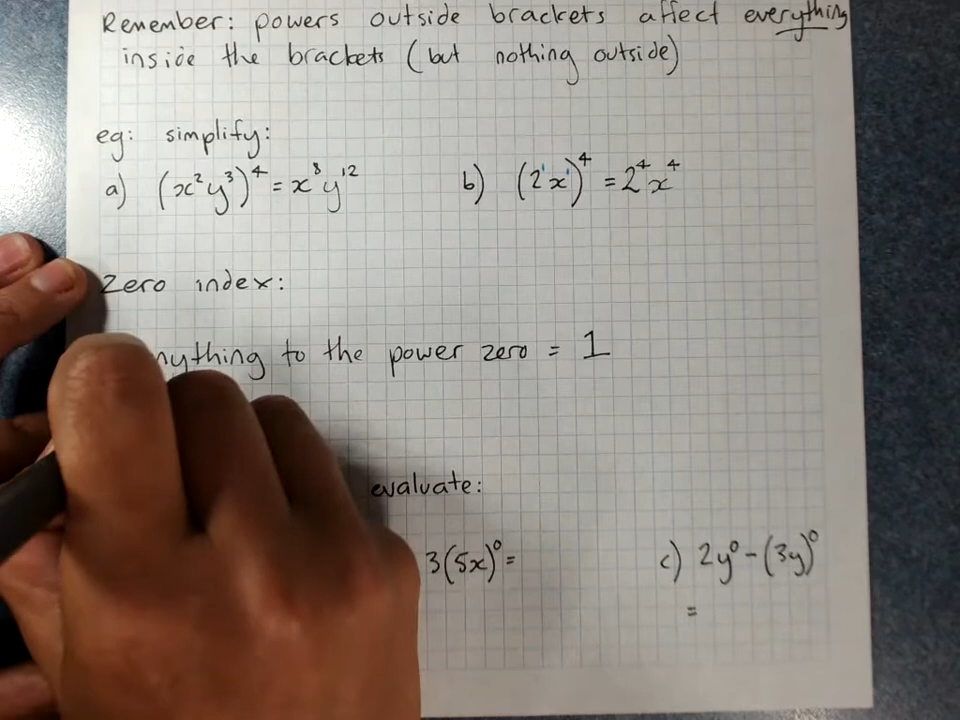 Remember: powers outside brackets affect everything
inside the brackets (but nothing outside)
eg: simplify:
a) (x²y³)⁴ = x⁸y¹² b) (2¹x¹)⁴ = 2⁴x⁴
Zero index:
nything to the power zero = 1
evaluate:
3(5x)⁰= c) 2y⁰ - (3y)⁰
=